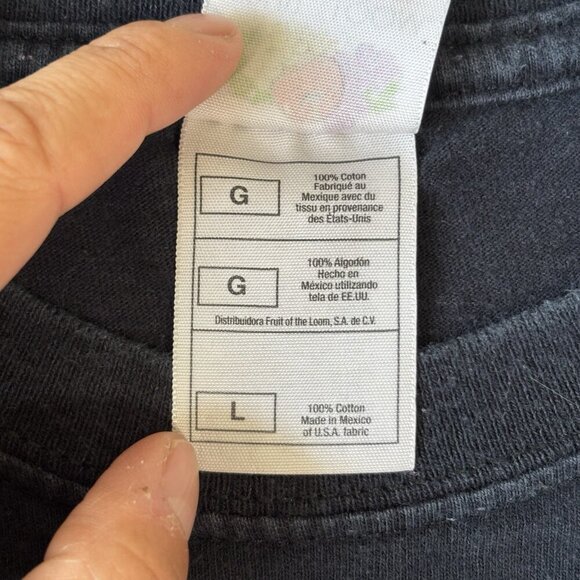 G
100% Coton
Fabriqué au
Mexique avec du
tissu en provenance
des États-Unis
G
100% Algodón
Hecho en
México utilizando
tela de EE.UU.
Distribuidora Fruit of the Loom, S.A. de C.V.
L
100% Cotton
Made in Mexico
of U.S.A. fabric